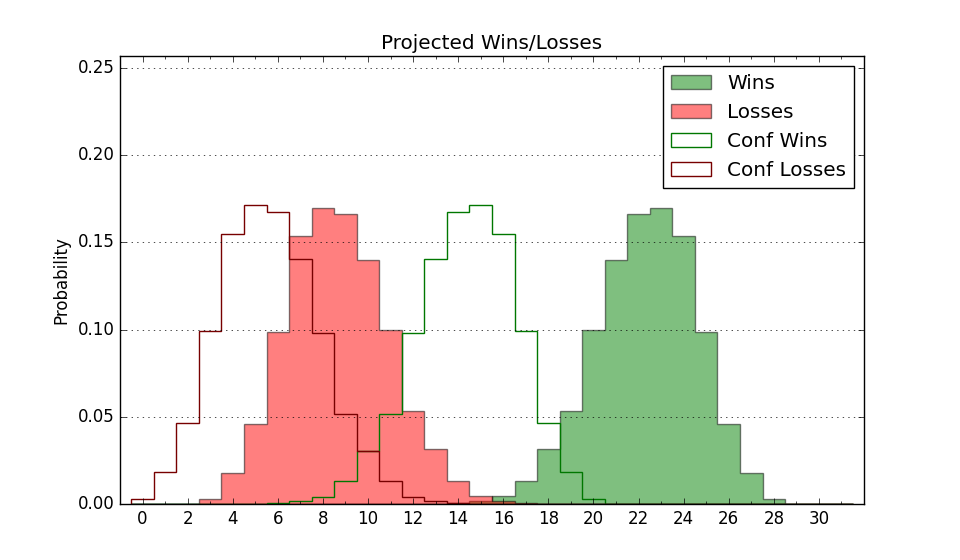 Projected Wins/Losses
Probability
0.25
0.20
0.15
0.10
0.05
0.00
0 2 4 6 8 10 12 14 16 18 20 22 24 26 28 30
Wins
Losses
Conf Wins
Conf Losses